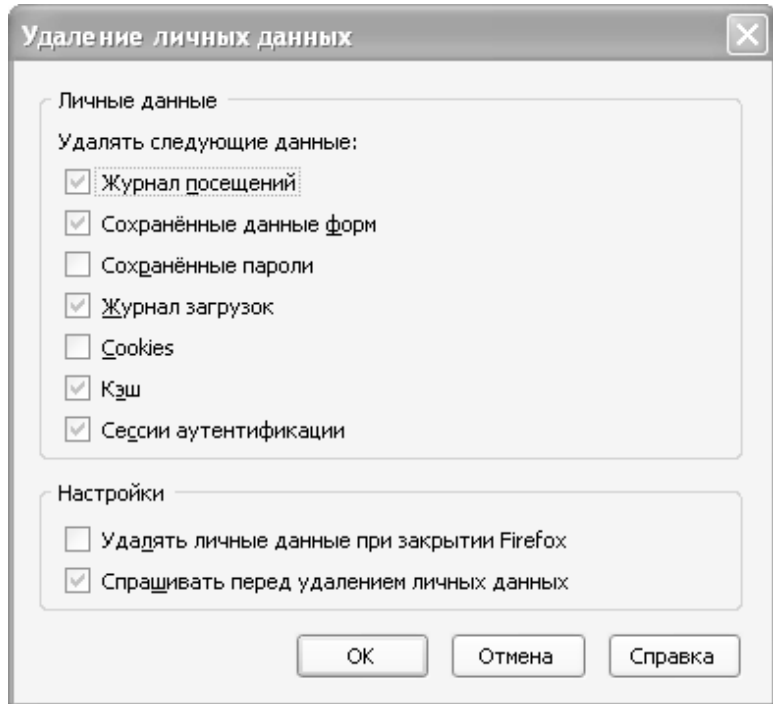 Удаление личных данных
Личные данные
Удалять следующие данные:
Журнал посещений
Сохранённые данные форм
Сохранённые пароли
Журнал загрузок
Cookies
Кэш
Сессии аутентификации
Настройки
Удалять личные данные при закрытии Firefox
Спрашивать перед удалением личных данных
ОК Отмена Справка